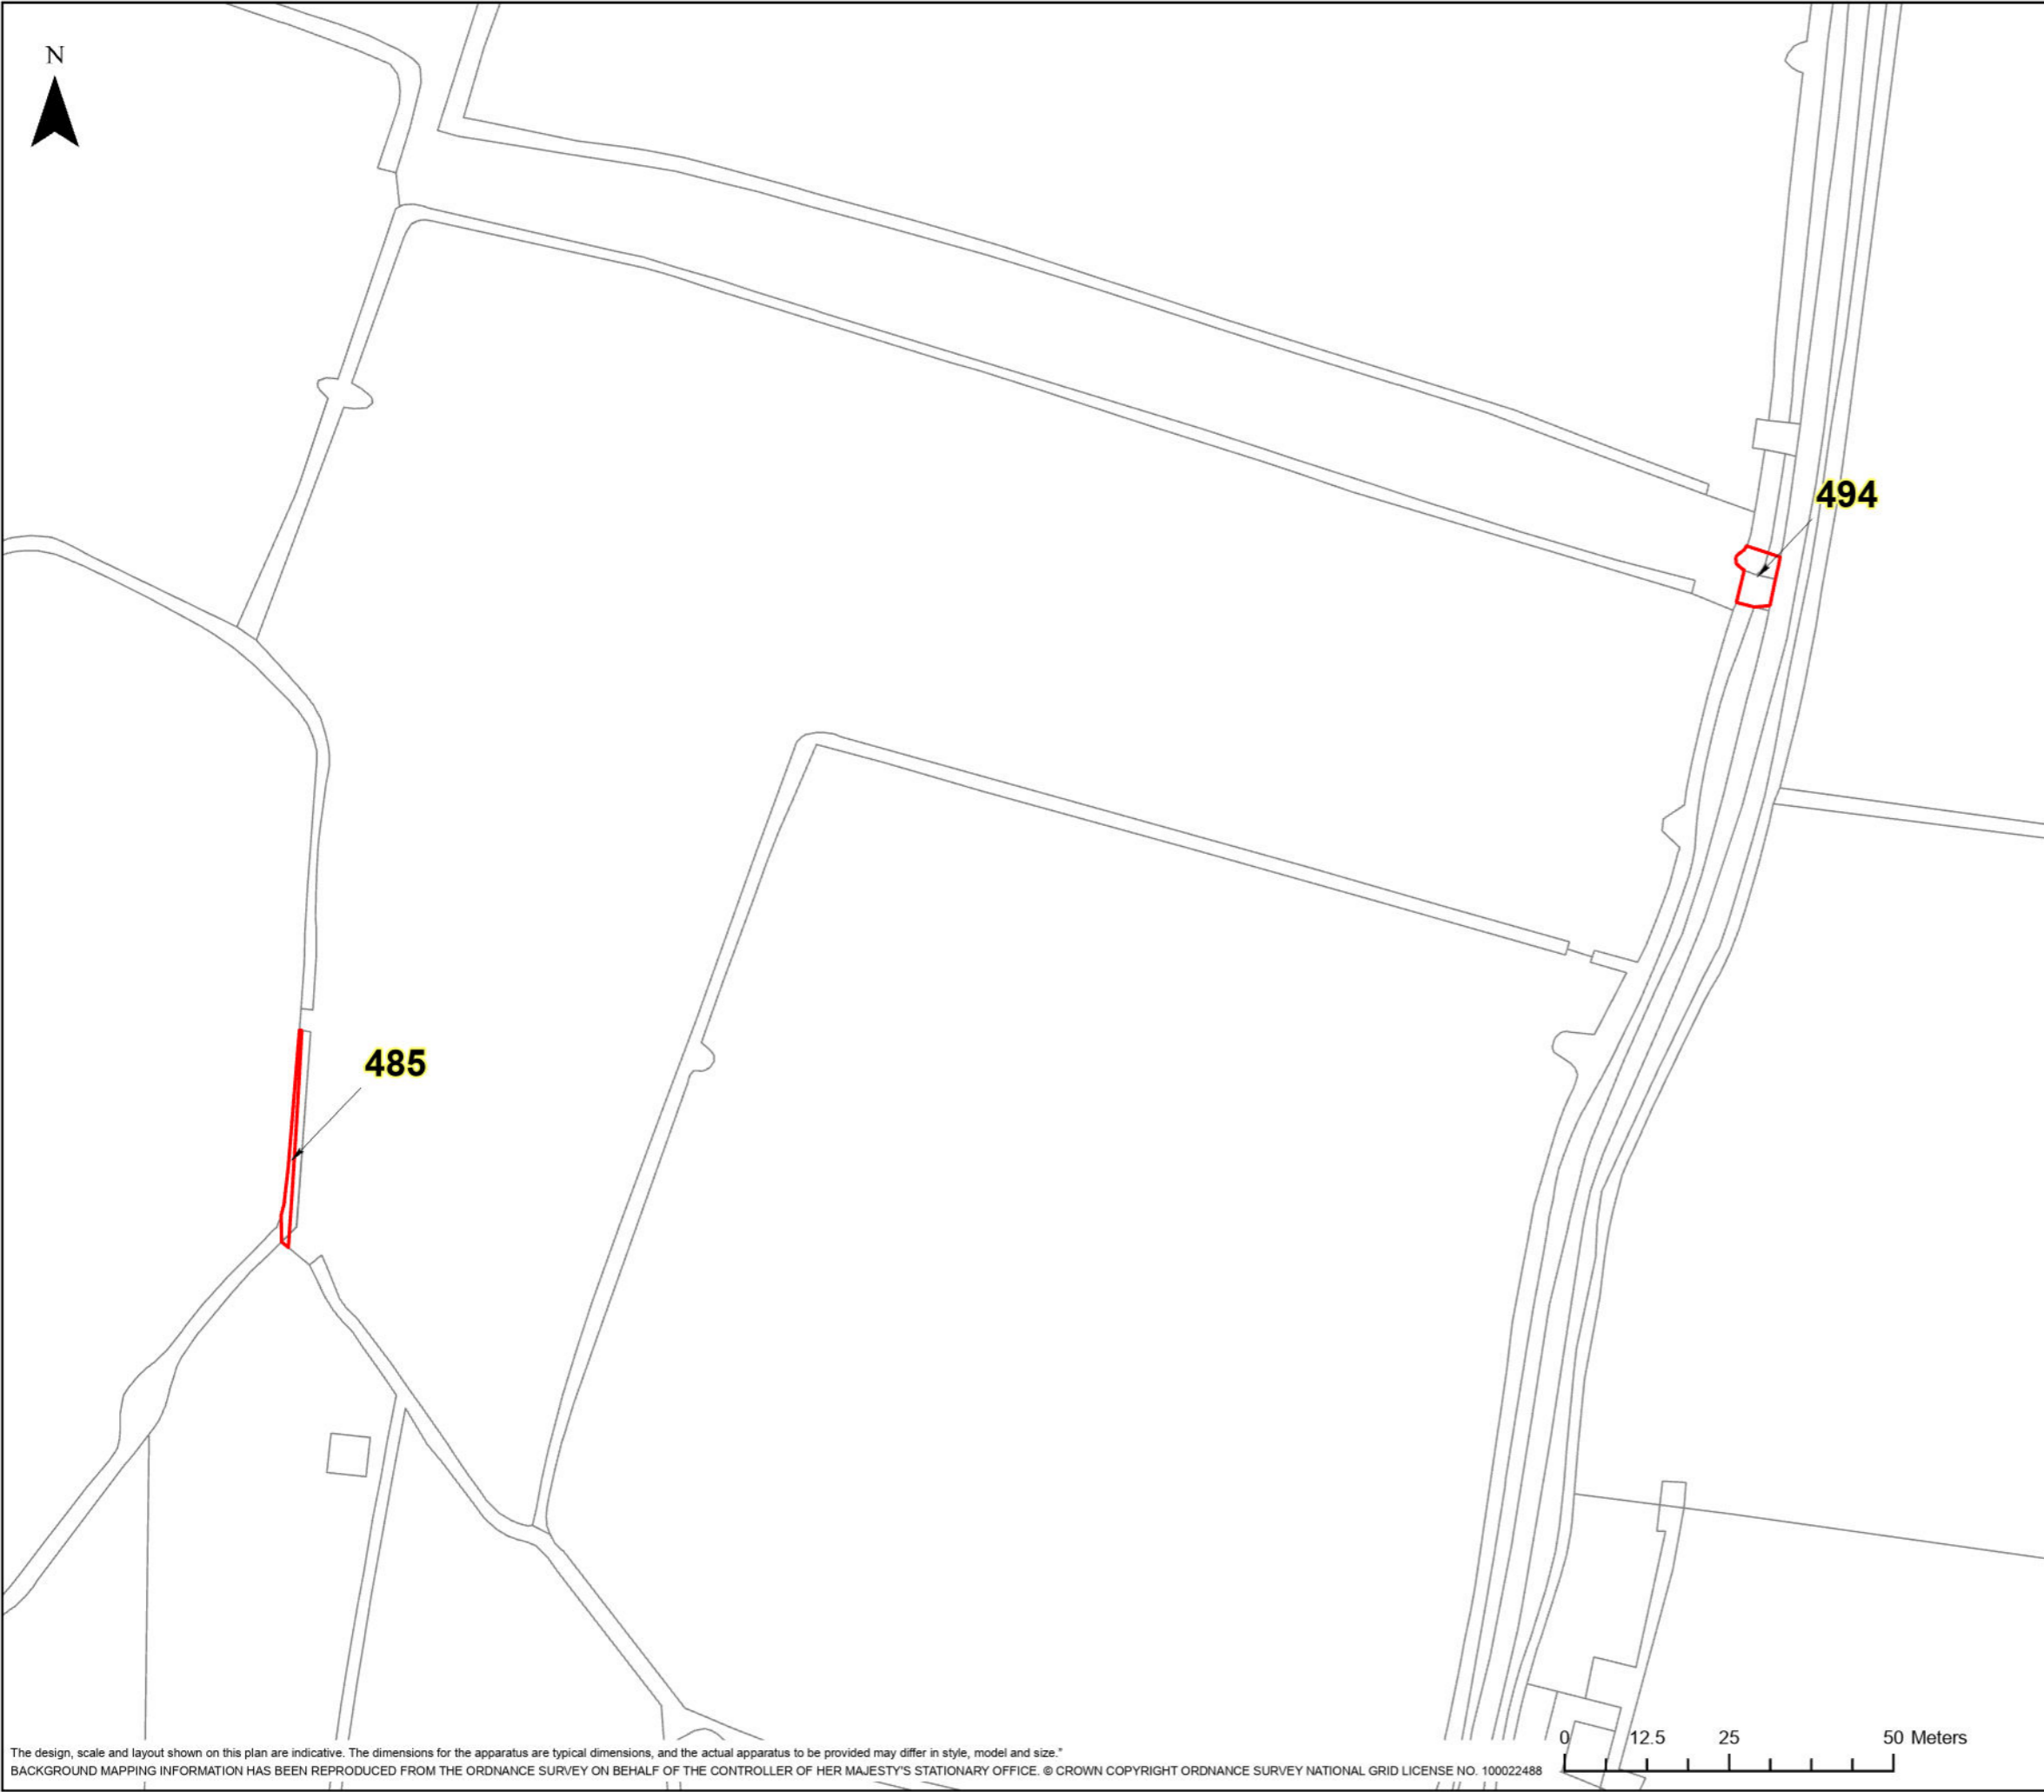 N
494
485
0 12.5 25 50 Meters
The design, scale and layout shown on this plan are indicative. The dimensions for the apparatus are typical dimensions, and the actual apparatus to be provided may differ in style, model and size."
BACKGROUND MAPPING INFORMATION HAS BEEN REPRODUCED FROM THE ORDNANCE SURVEY ON BEHALF OF THE CONTROLLER OF HER MAJESTY'S STATIONARY OFFICE. © CROWN COPYRIGHT ORDNANCE SURVEY NATIONAL GRID LICENSE NO. 100022488